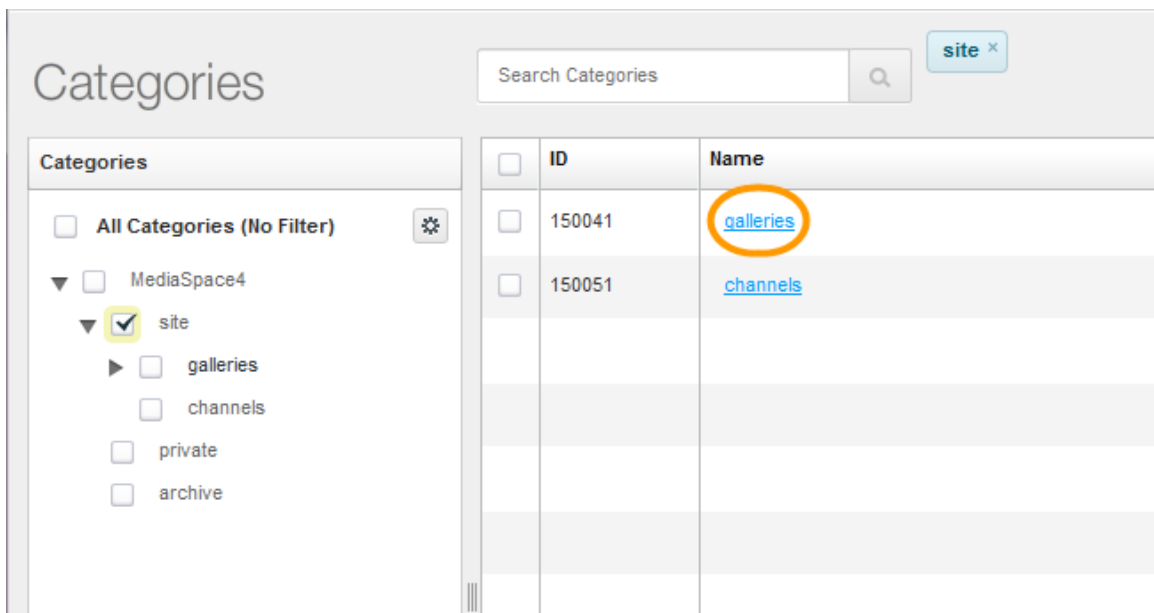 site ×
Categories
Search Categories
Categories
All Categories (No Filter)
MediaSpace4
site
galleries
channels
private
archive
ID Name
150041 galleries
150051 channels